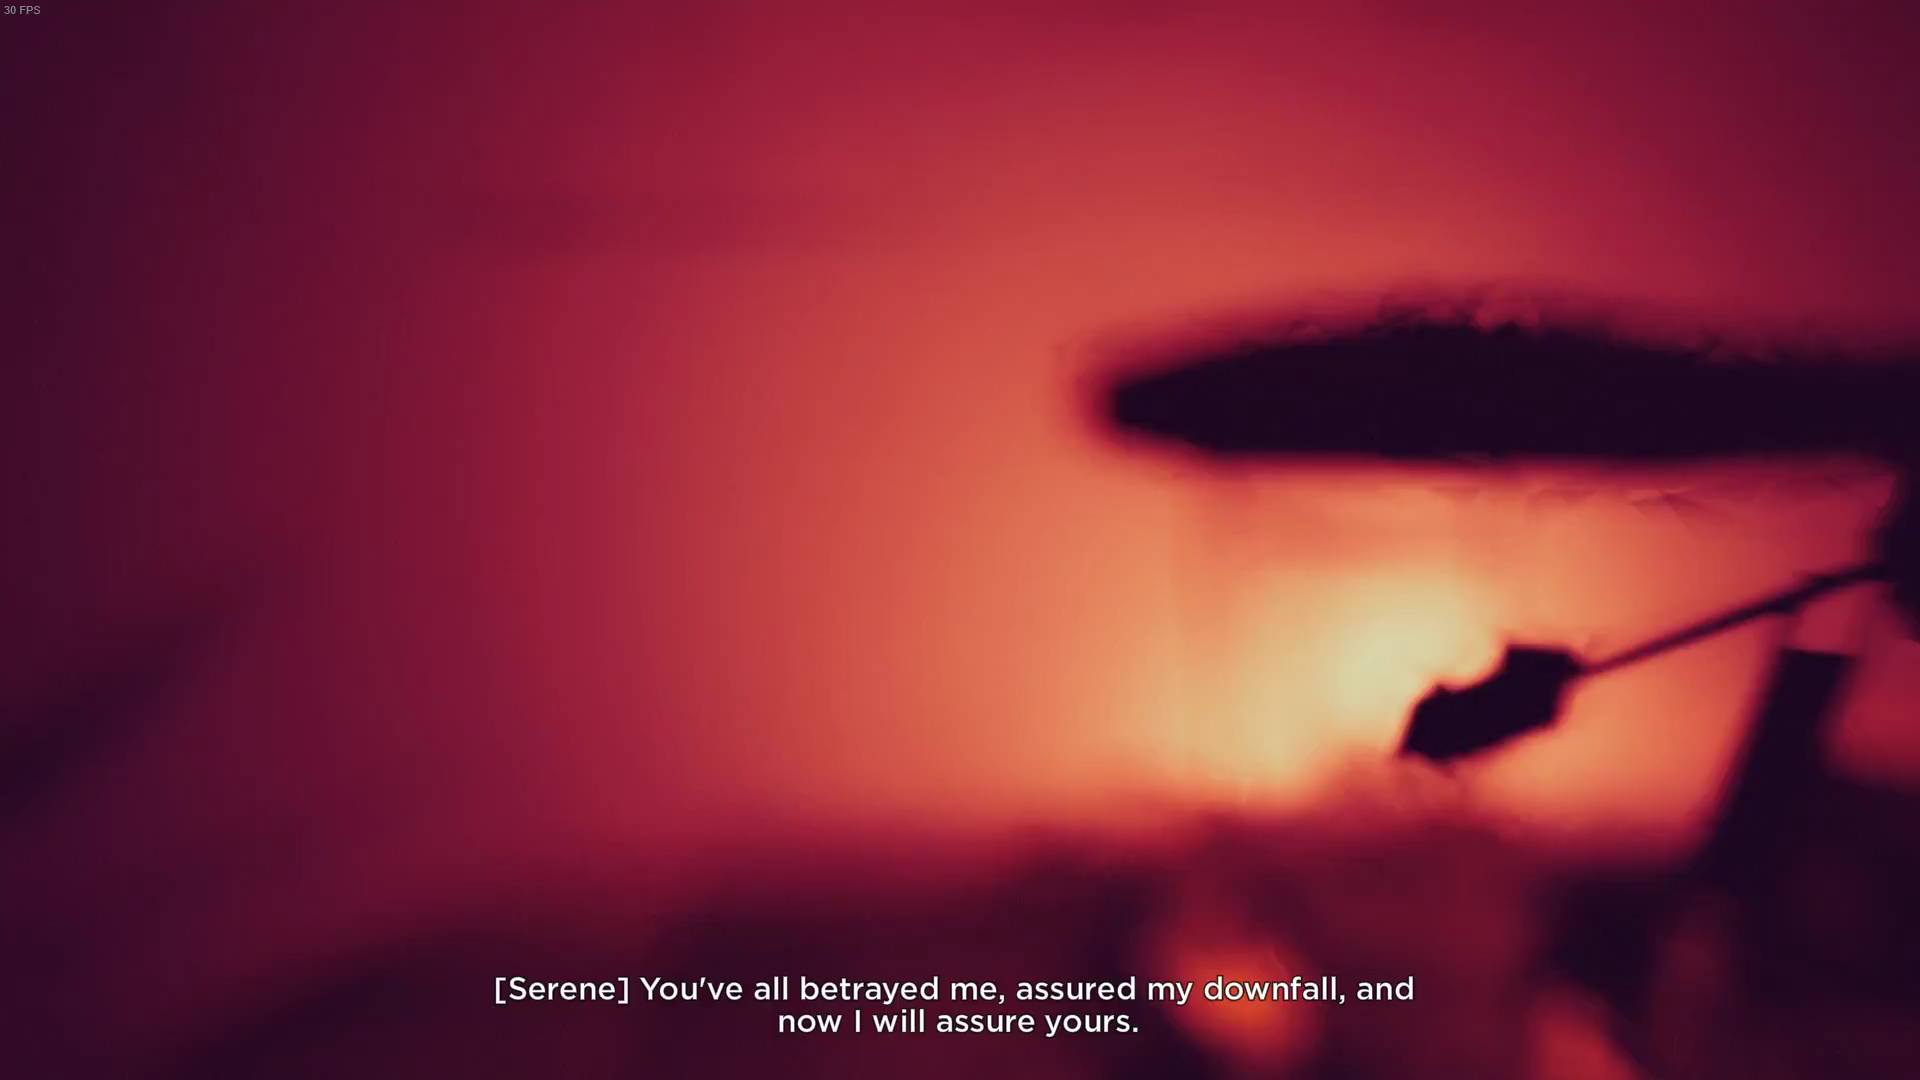 30 FPS
[Serene] You've all betrayed me, assured my downfall, and
now I will assure yours.